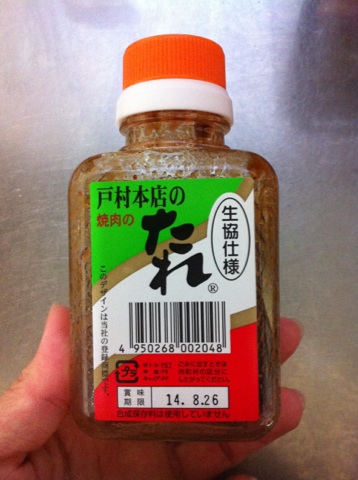 戸村本店の
焼肉の
たれ
®
生協仕様
このデザインは当社の登録商標です。
4 950268 002048
プラ
賞味
期限
14. 8.26
合成保存料は使用していません